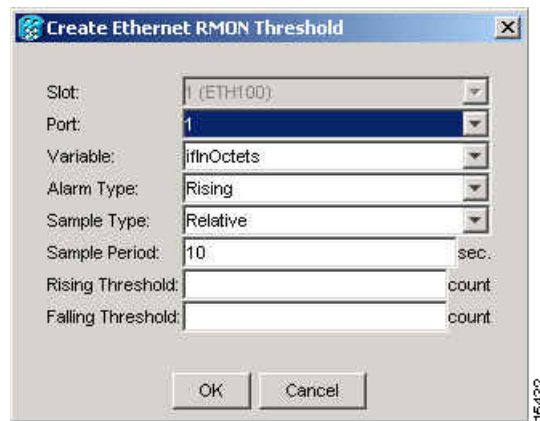 Create Ethernet RMON Threshold
Slot: 1 (ETH100)
Port: 1
Variable: ifInOctets
Alarm Type: Rising
Sample Type: Relative
Sample Period: 10 sec.
Rising Threshold: count
Falling Threshold: count
OK Cancel